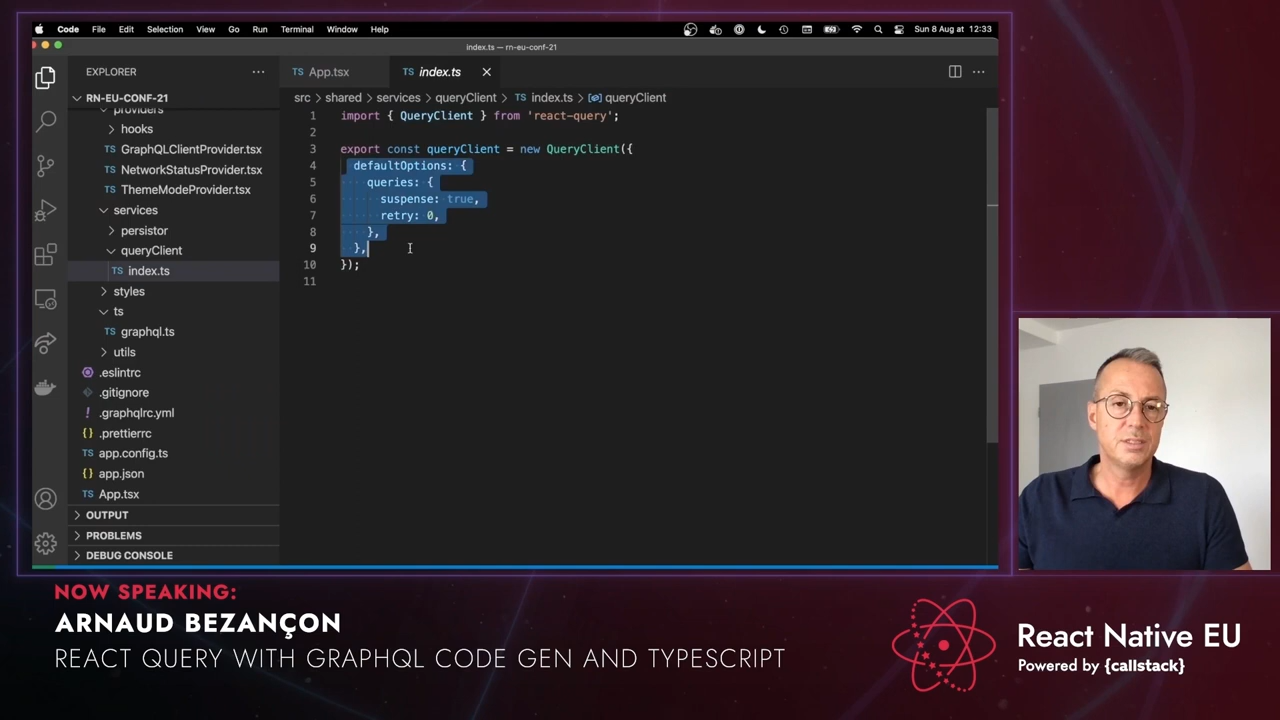 Code File Edit Selection View Go Run Terminal Window Help Sun 8 Aug at 12:33
index.ts — rn-eu-conf-21
EXPLORER
RN-EU-CONF-21
providers
hooks
TS GraphQLClientProvider.tsx
TS NetworkStatusProvider.tsx
TS ThemeModeProvider.tsx
services
persistor
queryClient
TS index.ts
styles
ts
TS graphql.ts
utils
.eslintrc
.gitignore
! .graphqlrc.yml
{} .prettierrc
TS app.config.ts
{} app.json
TS App.tsx
OUTPUT
PROBLEMS
DEBUG CONSOLE
TS App.tsx TS index.ts
src > shared > services > queryClient > TS index.ts > queryClient
1 import { QueryClient } from 'react-query';
2
3 export const queryClient = new QueryClient({
4 defaultOptions: {
5 queries: {
6 suspense: true,
7 retry: 0,
8 },
9 },
10 });
11
NOW SPEAKING:
ARNAUD BEZANÇON
REACT QUERY WITH GRAPHQL CODE GEN AND TYPESCRIPT
React Native EU
Powered by {callstack}